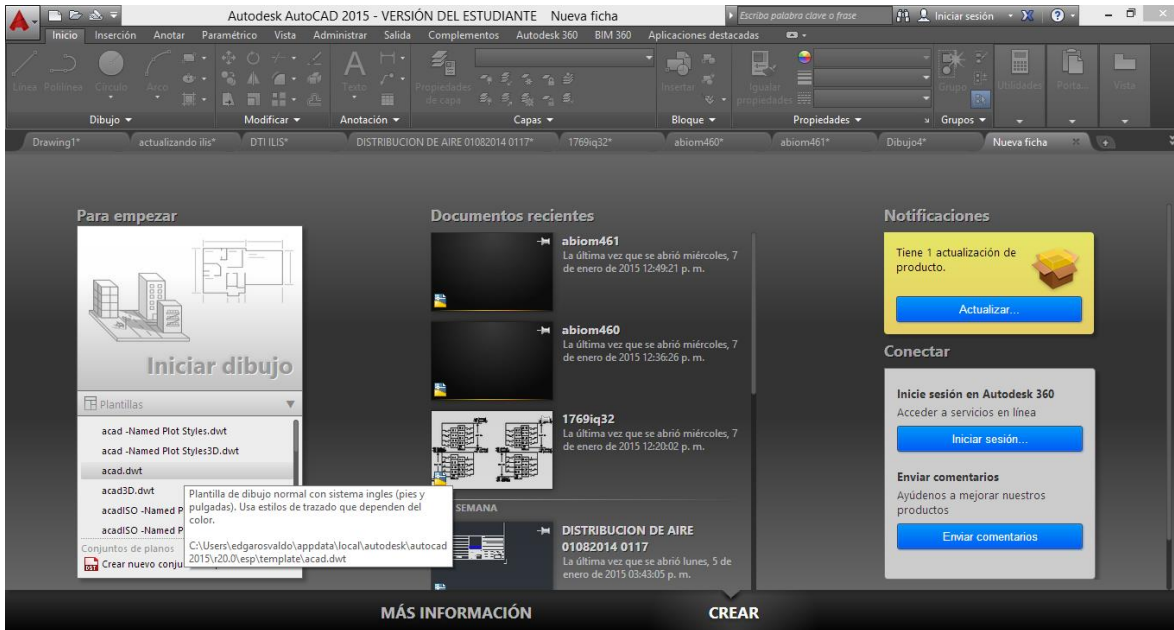 Autodesk AutoCAD 2015 - VERSIÓN DEL ESTUDIANTE Nueva ficha
Escriba palabra clave o frase
Iniciar sesión
Inicio Inserción Anotar Paramétrico Vista Administrar Salida Complementos Autodesk 360 BIM 360 Aplicaciones destacadas
Línea Polilínea Círculo Arco Texto Propiedades de capa Insertar Igualar propiedades Grupo Utilidades Porta... Vista
Dibujo Modificar Anotación Capas Bloque Propiedades Grupos
Drawing1* actualizando ilis* DTI ILIS* DISTRIBUCION DE AIRE 01082014 0117* 1769iq32* abiom460* abiom461* Dibujo4* Nueva ficha
Para empezar
Iniciar dibujo
Plantillas
acad -Named Plot Styles.dwt
acad -Named Plot Styles3D.dwt
acad.dwt
acad3D.dwt
acadISO -Named P
acadISO -Named P
Conjuntos de planos
Crear nuevo conju
Plantilla de dibujo normal con sistema ingles (pies y
pulgadas). Usa estilos de trazado que dependen del
color.
C:\Users\edgarosvaldo\appdata\local\autodesk\autocad
2015\r20.0\esp\template\acad.dwt
Documentos recientes
abiom461
La última vez que se abrió miércoles, 7
de enero de 2015 12:49:21 p. m.
abiom460
La última vez que se abrió miércoles, 7
de enero de 2015 12:36:26 p. m.
1769iq32
La última vez que se abrió miércoles, 7
de enero de 2015 12:20:02 p. m.
SEMANA
DISTRIBUCION DE AIRE
01082014 0117
La última vez que se abrió lunes, 5 de
enero de 2015 03:43:05 p. m.
Notificaciones
Tiene 1 actualización de
producto.
Actualizar...
Conectar
Inicie sesión en Autodesk 360
Acceder a servicios en línea
Iniciar sesión...
Enviar comentarios
Ayúdenos a mejorar nuestros
productos
Enviar comentarios
MÁS INFORMACIÓN CREAR